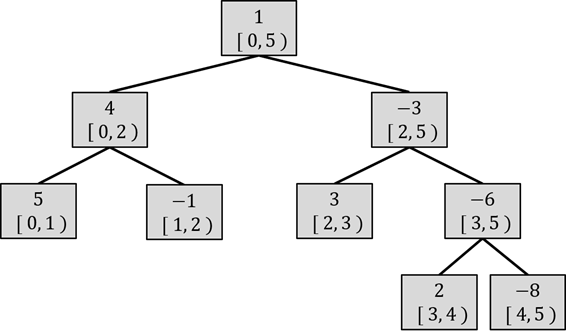 1
[ 0, 5 )
4
[ 0, 2 )
−3
[ 2, 5 )
5
[ 0, 1 )
−1
[ 1, 2 )
3
[ 2, 3 )
−6
[ 3, 5 )
2
[ 3, 4 )
−8
[ 4, 5 )